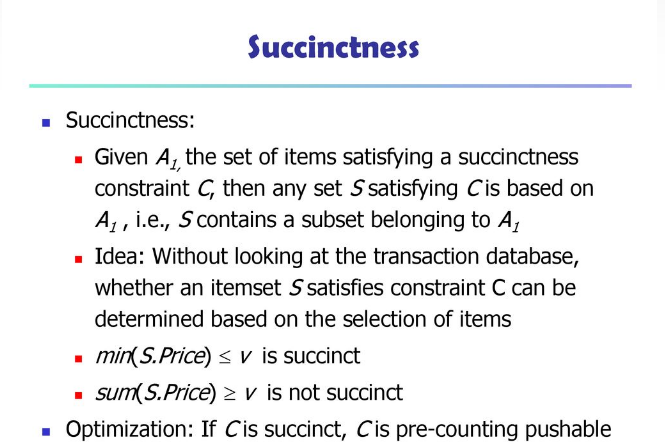 Succinctness
Succinctness:
Given A1, the set of items satisfying a succinctness
constraint C, then any set S satisfying C is based on
A1 , i.e., S contains a subset belonging to A1
Idea: Without looking at the transaction database,
whether an itemset S satisfies constraint C can be
determined based on the selection of items
min(S.Price) ≤ v is succinct
sum(S.Price) ≥ v is not succinct
Optimization: If C is succinct, C is pre-counting pushable